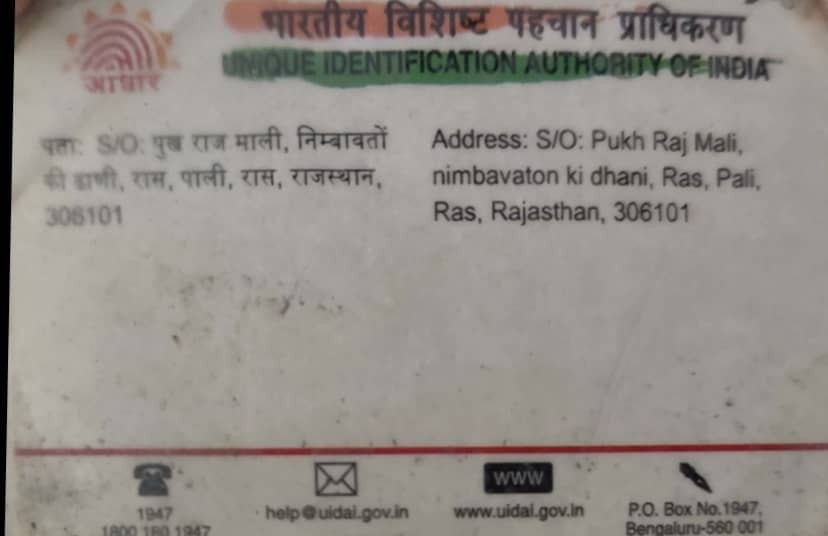 भारतीय विशिष्ट पहचान प्राधिकरण
UNIQUE IDENTIFICATION AUTHORITY OF INDIA
आधार
पता: S/O: पुख राज माली, निम्बावतों
की ढाणी, रास, पाली, रास, राजस्थान,
306101
Address: S/O: Pukh Raj Mali,
nimbavaton ki dhani, Ras, Pali,
Ras, Rajasthan, 306101
1947
1800 180 1947
help@uidai.gov.in
www
www.uidai.gov.in
P.O. Box No.1947,
Bengaluru-560 001